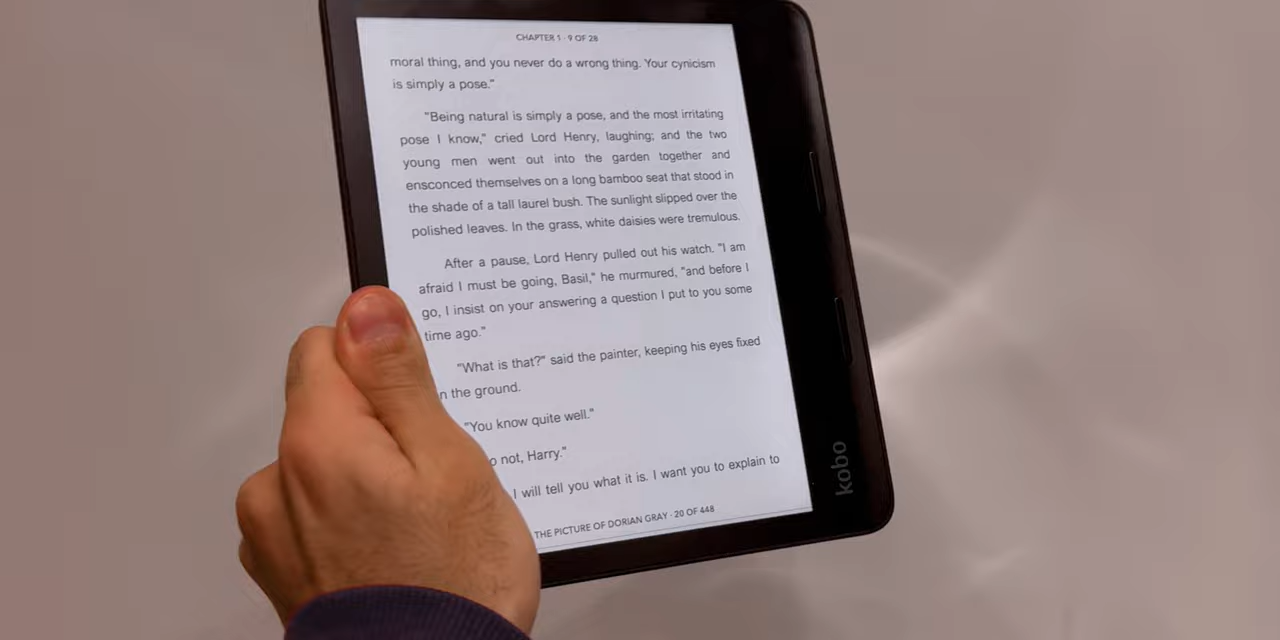 CHAPTER 1 · 9 OF 28
moral thing, and you never do a wrong thing. Your cynicism
is simply a pose."
"Being natural is simply a pose, and the most irritating
pose I know," cried Lord Henry, laughing; and the two
young men went out into the garden together and
ensconced themselves on a long bamboo seat that stood in
the shade of a tall laurel bush. The sunlight slipped over the
polished leaves. In the grass, white daisies were tremulous.
After a pause, Lord Henry pulled out his watch. "I am
afraid I must be going, Basil," he murmured, "and before I
go, I insist on your answering a question I put to you some
time ago."
"What is that?" said the painter, keeping his eyes fixed
n the ground.
"You know quite well."
o not, Harry."
I will tell you what it is. I want you to explain to
THE PICTURE OF DORIAN GRAY · 20 OF 448
kobo